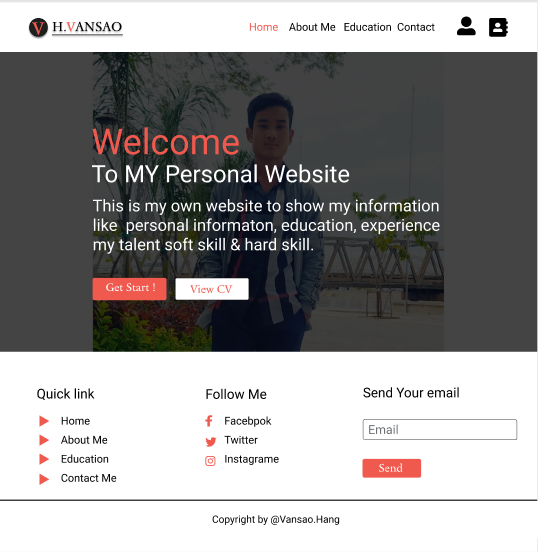 V H.VANSAO
Home About Me Education Contact
Welcome
To MY Personal Website
This is my own website to show my information
like personal informaton, education, experience
my talent soft skill & hard skill.
Get Start ! View CV
Quick link
Home
About Me
Education
Contact Me
Follow Me
Facebpok
Twitter
Instagrame
Send Your email
Email
Send
Copyright by @Vansao.Hang